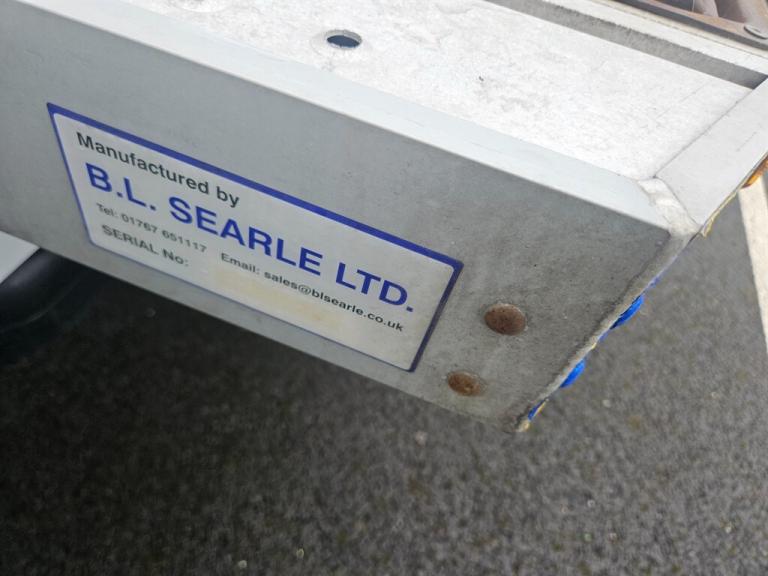 Manufactured by
B.L. SEARLE LTD.
Tel: 01767 651117 Email: sales@blsearle.co.uk
SERIAL No: